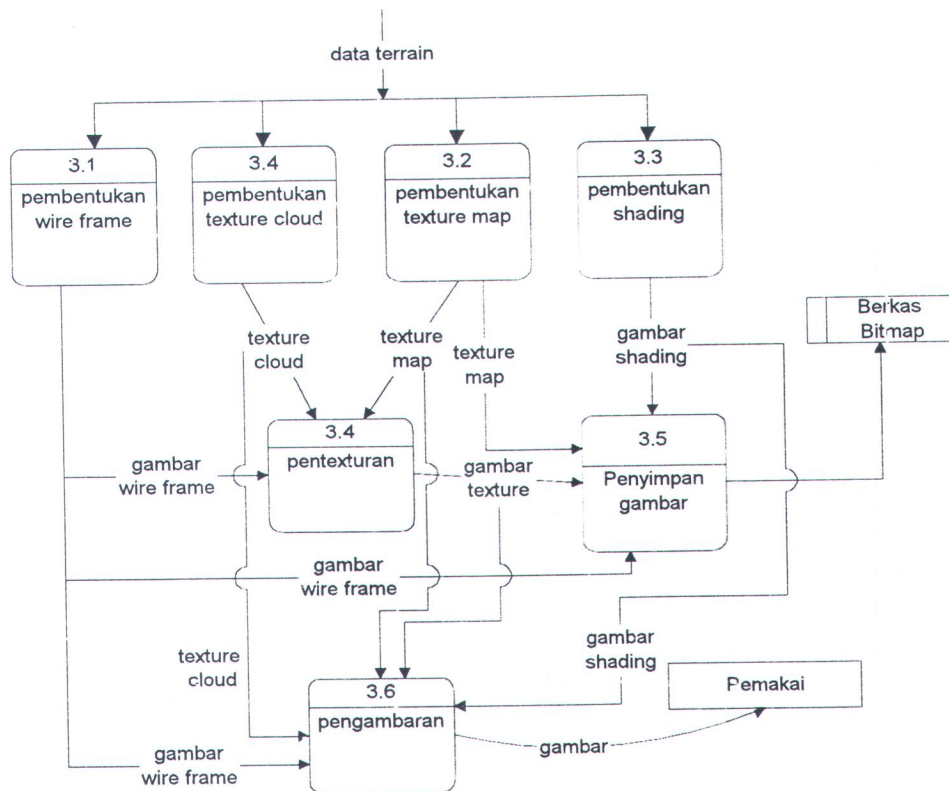 data terrain
3.1
pembentukan
wire frame
3.4
pembentukan
texture cloud
3.2
pembentukan
texture map
3.3
pembentukan
shading
texture
cloud
texture
map
texture
map
gambar
shading
Berkas
Bitmap
3.4
pentexturan
3.5
Penyimpan
gambar
gambar
wire frame
gambar
texture
gambar
wire frame
texture
cloud
gambar
shading
3.6
pengambaran
Pemakai
gambar
gambar
wire frame